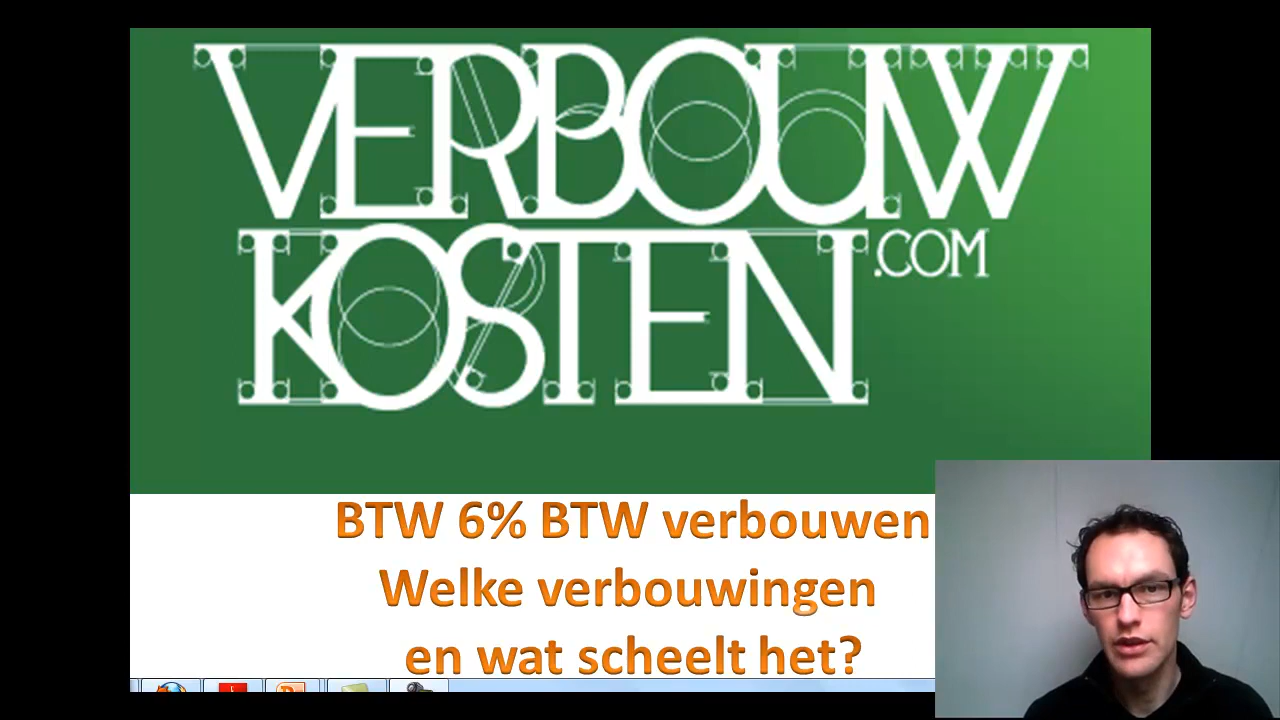 VERBOUW
KOSTEN
.COM
BTW 6% BTW verbouwen
Welke verbouwingen
en wat scheelt het?